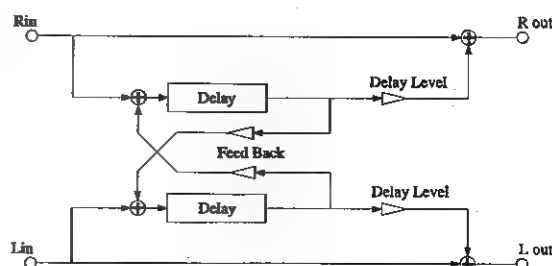 Rin
R out
Delay Level
Delay
Feed Back
Delay Level
Delay
Lin
L out